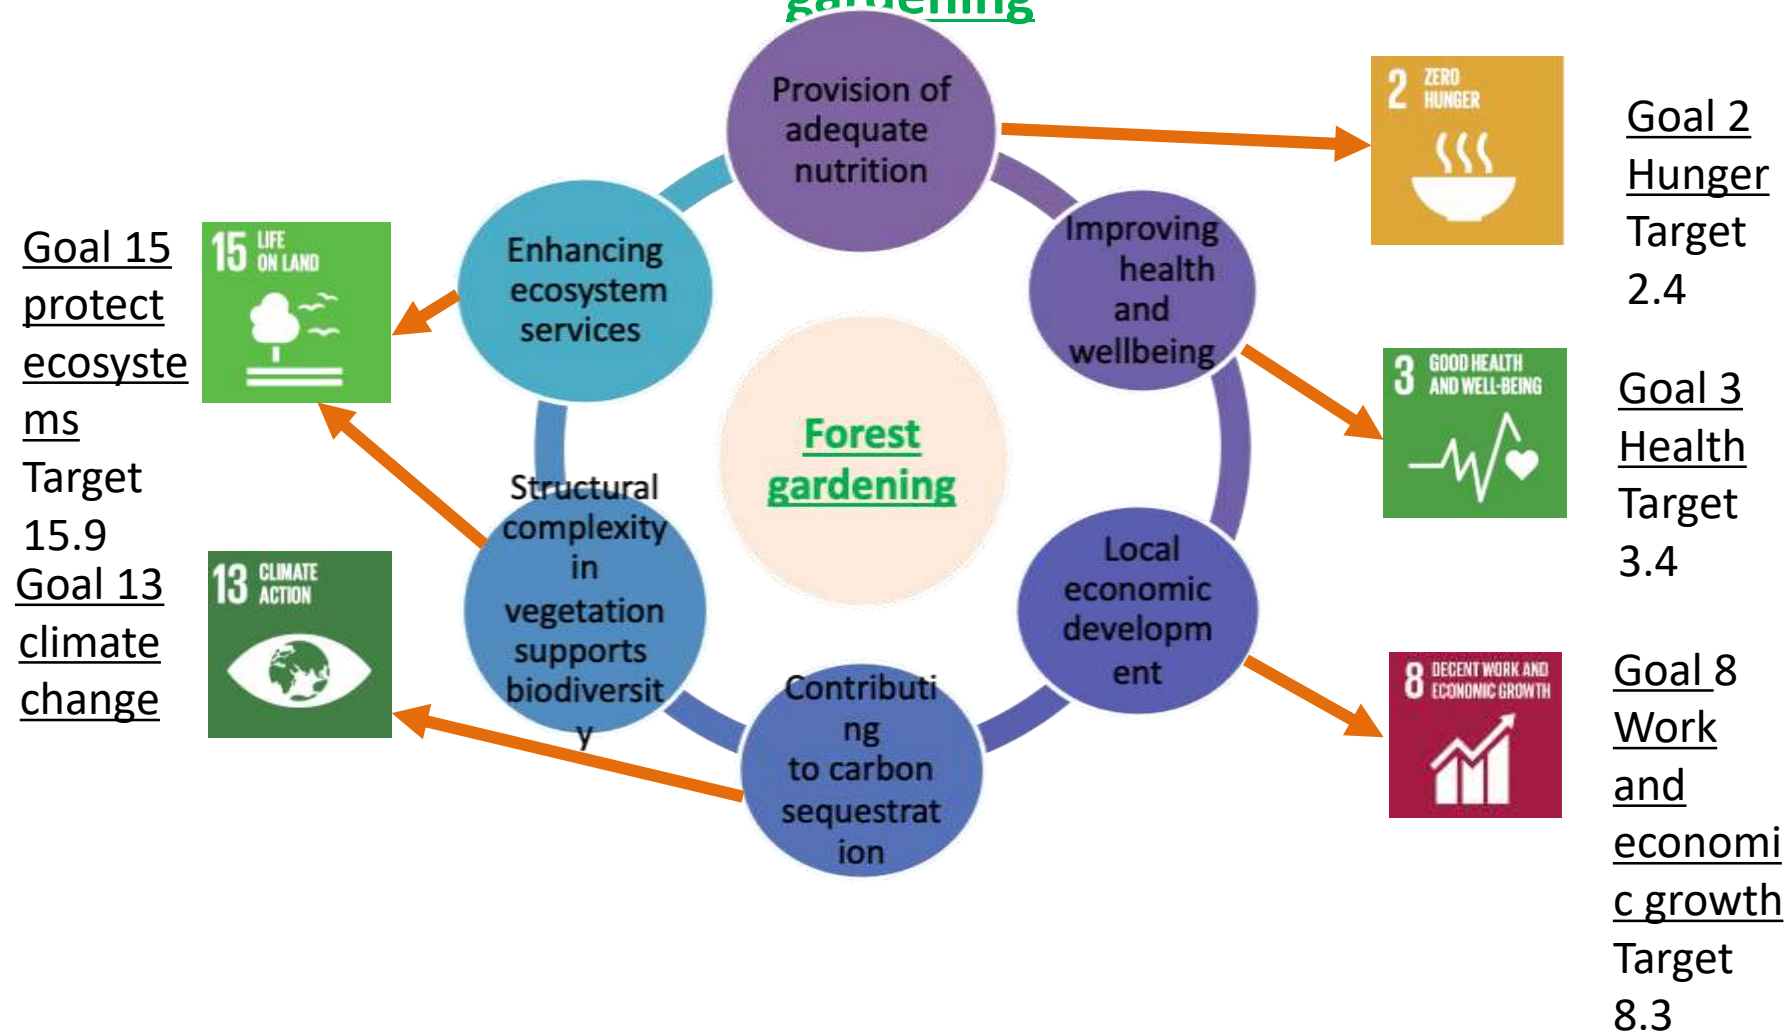 gardening
Provision of
adequate
nutrition
2 ZERO
HUNGER
Goal 2
Hunger
Target
2.4
Improving
health
and
wellbeing
3 GOOD HEALTH
AND WELL-BEING
Goal 3
Health
Target
3.4
Local
economic
developm
ent
8 DECENT WORK AND
ECONOMIC GROWTH
Goal 8
Work
and
economi
c growth
Target
8.3
Contributi
ng
to carbon
sequestrat
ion
Structural
complexity
in
vegetation
supports
biodiversit
y
Enhancing
ecosystem
services
Forest
gardening
15 LIFE
ON LAND
Goal 15
protect
ecosyste
ms
Target
15.9
13 CLIMATE
ACTION
Goal 13
climate
change